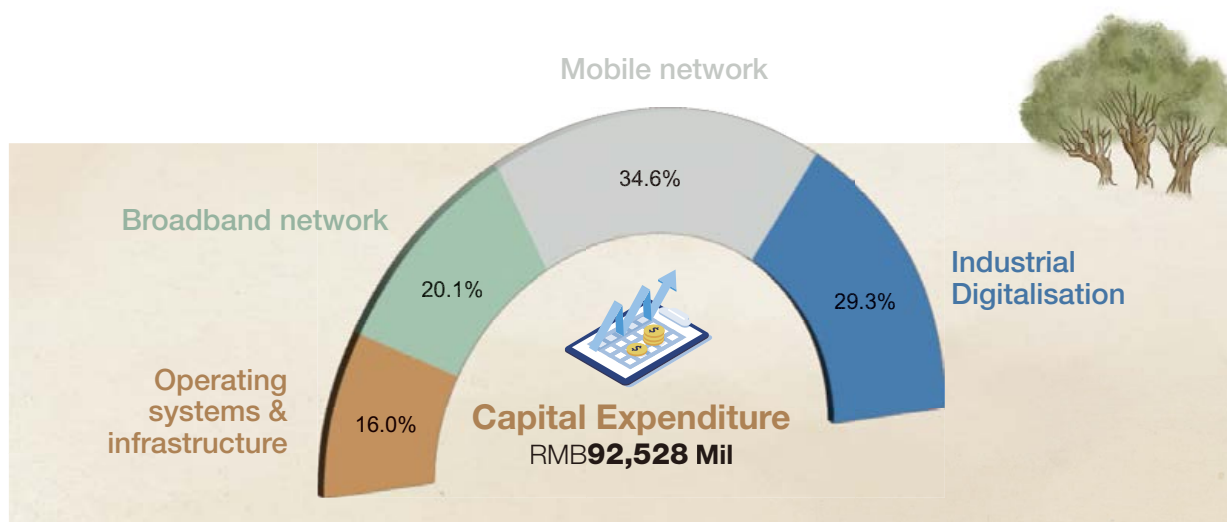 Mobile network
34.6%
Broadband network
20.1%
Industrial
Digitalisation
29.3%
Operating
systems &
infrastructure
16.0%
Capital Expenditure
RMB92,528 Mil